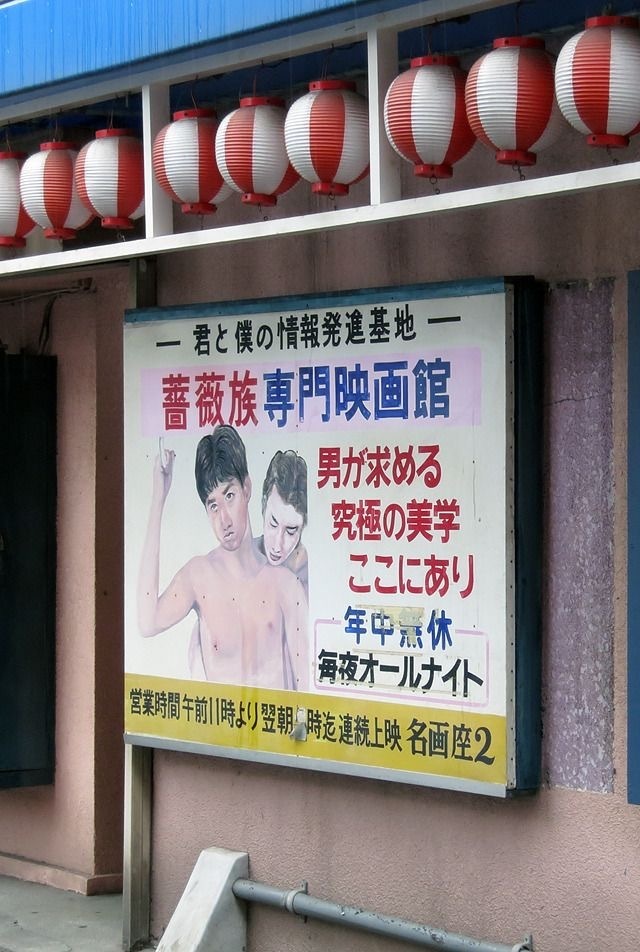 — 君と僕の情報発進基地 —
薔薇族専門映画館
男が求める
究極の美学
ここにあり
年中無休
毎夜オールナイト
営業時間午前11時より翌朝 時迄連続上映 名画座2